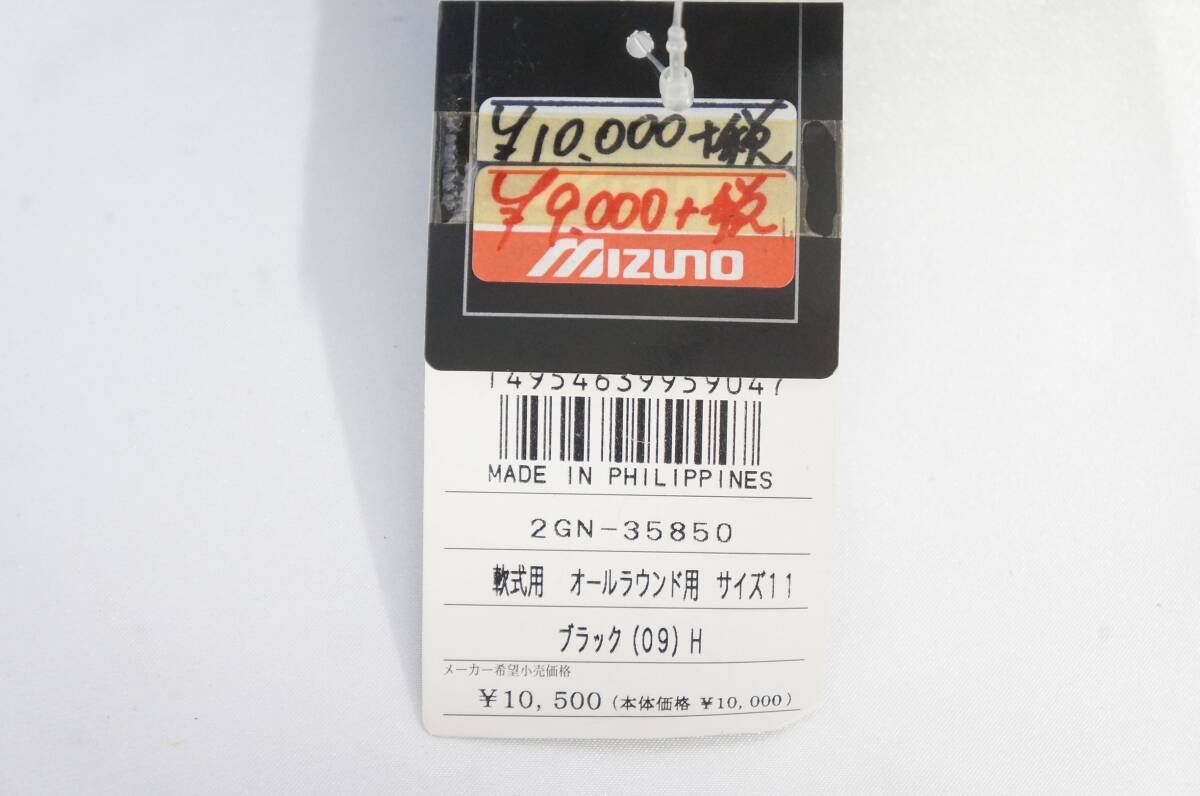 ¥10.000+税
¥9.000+税
MIZUNO
14954639959047
MADE IN PHILIPPINES
2GN-35850
軟式用 オールラウンド用 サイズ11
ブラック(09)H
メーカー希望小売価格
¥10,500(本体価格 ¥10,000)